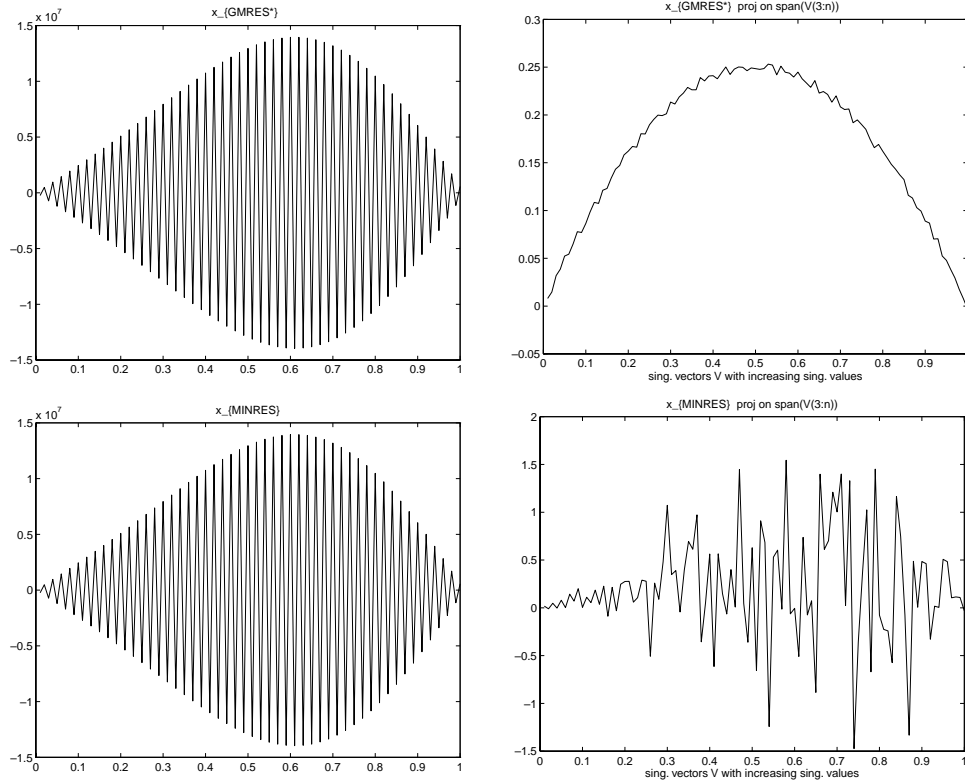 x_{GMRES*}
x 10^7
1.5
1
0.5
0
−0.5
−1
−1.5
0 0.1 0.2 0.3 0.4 0.5 0.6 0.7 0.8 0.9 1
x_{GMRES*} proj on span(V(3:n))
0.3
0.25
0.2
0.15
0.1
0.05
0
−0.05
0.1 0.2 0.3 0.4 0.5 0.6 0.7 0.8 0.9
sing. vectors V with increasing sing. values
x_{MINRES}
x 10^7
1.5
1
0.5
0
−0.5
−1
−1.5
0 0.1 0.2 0.3 0.4 0.5 0.6 0.7 0.8 0.9 1
x_{MINRES} proj on span(V(3:n))
2
1.5
1
0.5
0
−0.5
−1
−1.5
0 0.1 0.2 0.3 0.4 0.5 0.6 0.7 0.8 0.9 1
sing. vectors V with increasing sing. values